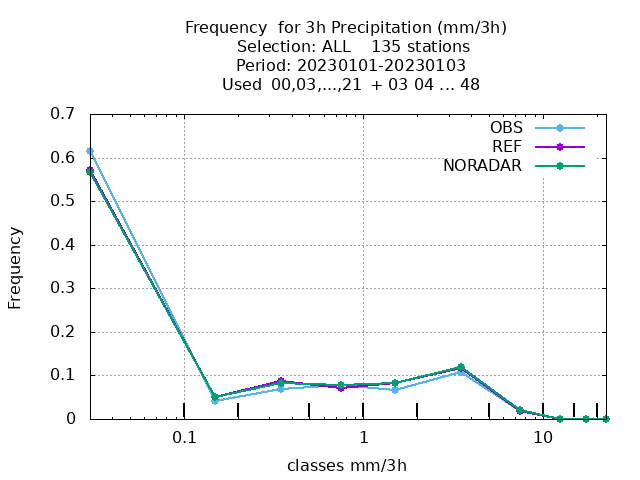 Frequency for 3h Precipitation (mm/3h)
Selection: ALL 135 stations
Period: 20230101-20230103
Used 00,03,...,21 + 03 04 ... 48
0.7
0.6
0.5
0.4
0.3
0.2
0.1
0
Frequency
OBS
REF
NORADAR
0.1 1 10
classes mm/3h